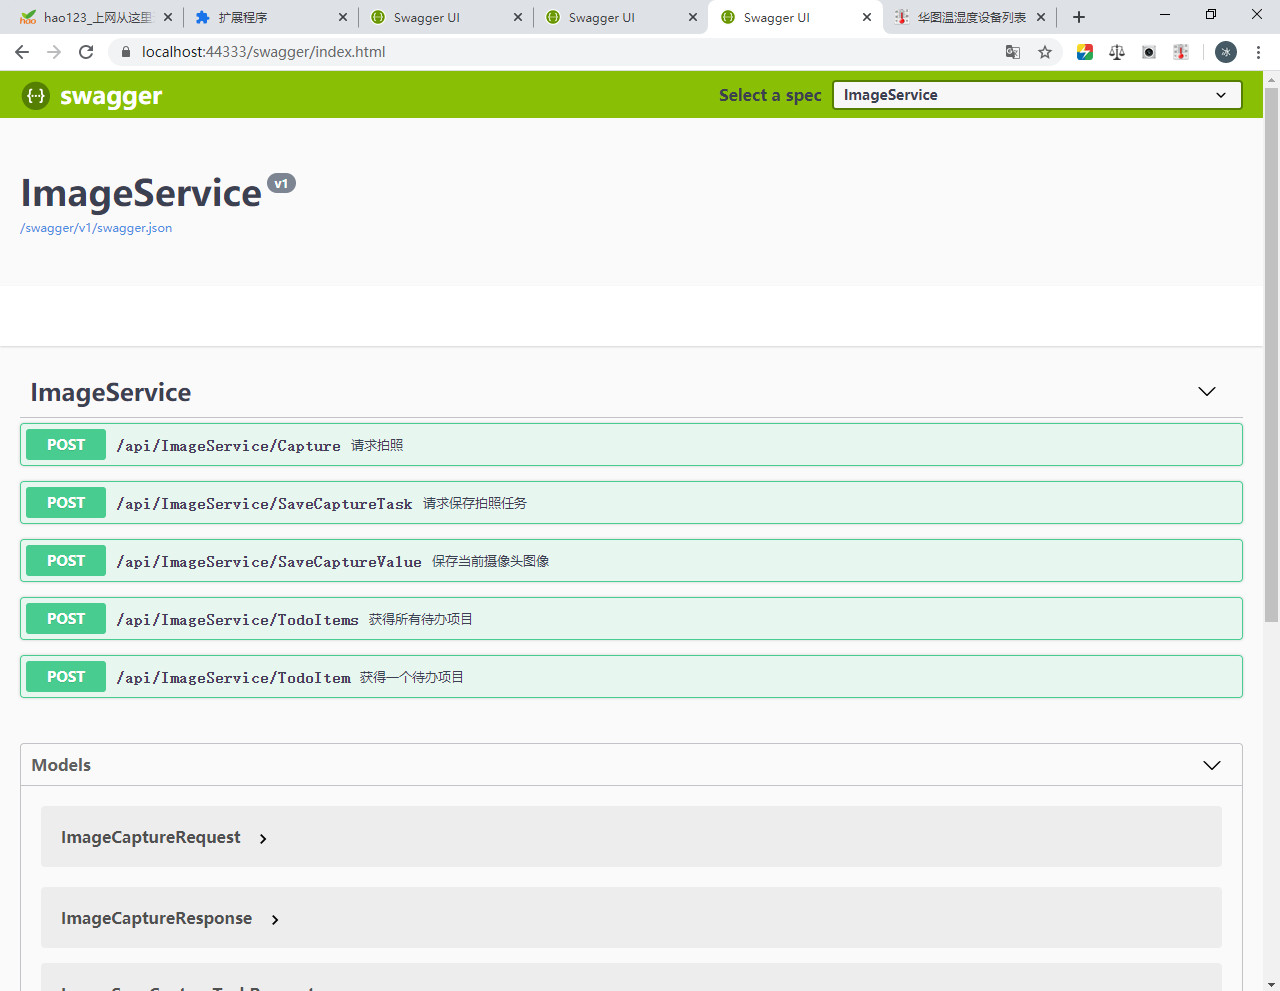 hao123_上网从这里
扩展程序
Swagger UI
Swagger UI
Swagger UI
华图温湿度设备列表
localhost:44333/swagger/index.html
冰
swagger
Select a spec
ImageService
ImageService v1
/swagger/v1/swagger.json
ImageService
POST /api/ImageService/Capture 请求拍照
POST /api/ImageService/SaveCaptureTask 请求保存拍照任务
POST /api/ImageService/SaveCaptureValue 保存当前摄像头图像
POST /api/ImageService/TodoItems 获得所有待办项目
POST /api/ImageService/TodoItem 获得一个待办项目
Models
ImageCaptureRequest
ImageCaptureResponse